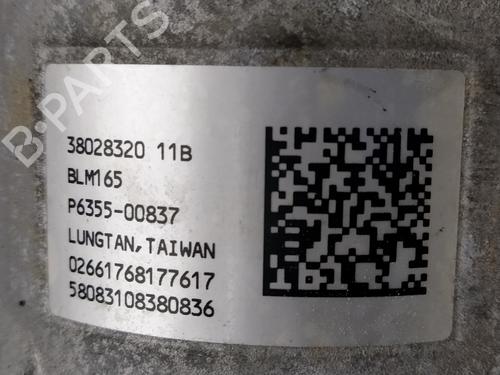 B-PARTS
38028320 11B
BLM165
P6355-00837
LUNGTAN, TAIWAN
02661768177617
58083108380836